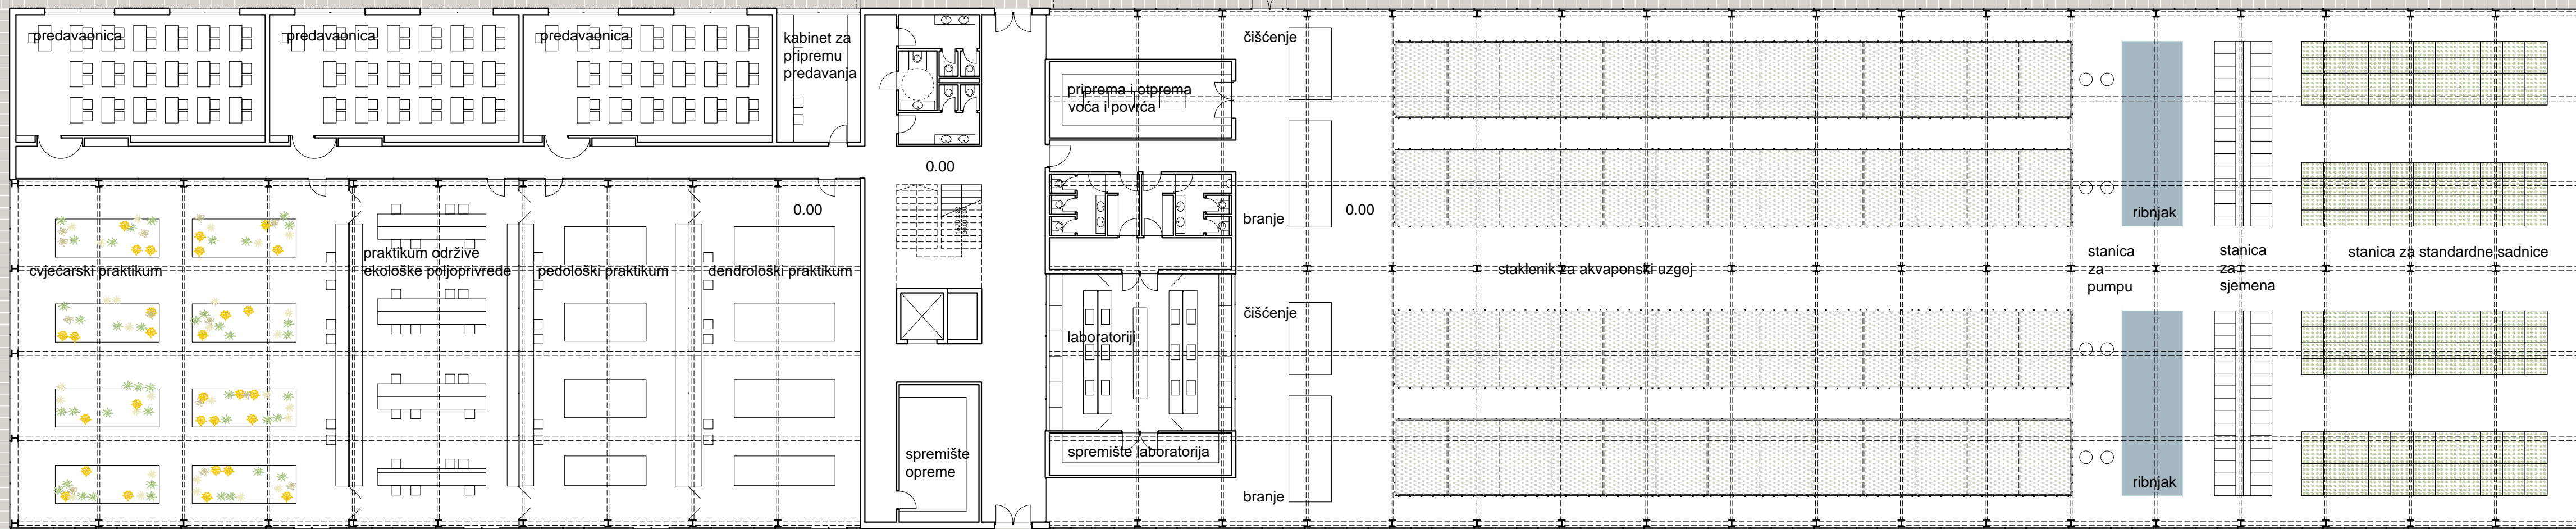 predavaonica
predavaonica
predavaonica
kabinet za
pripremu
predavanja
čišćenje
priprema i otprema
voća i povrća
0.00
0.00
branje
0.00
ribnjak
cvjećarski praktikum
praktikum održive
ekološke poljoprivrede
pedološki praktikum
dendrološki praktikum
staklenik za akvaponski uzgoj
stanica
za
pumpu
stanica
za
sjemena
stanica za standardne sadnice
čišćenje
laboratoriji
spremište
opreme
spremište laboratorija
branje
ribnjak